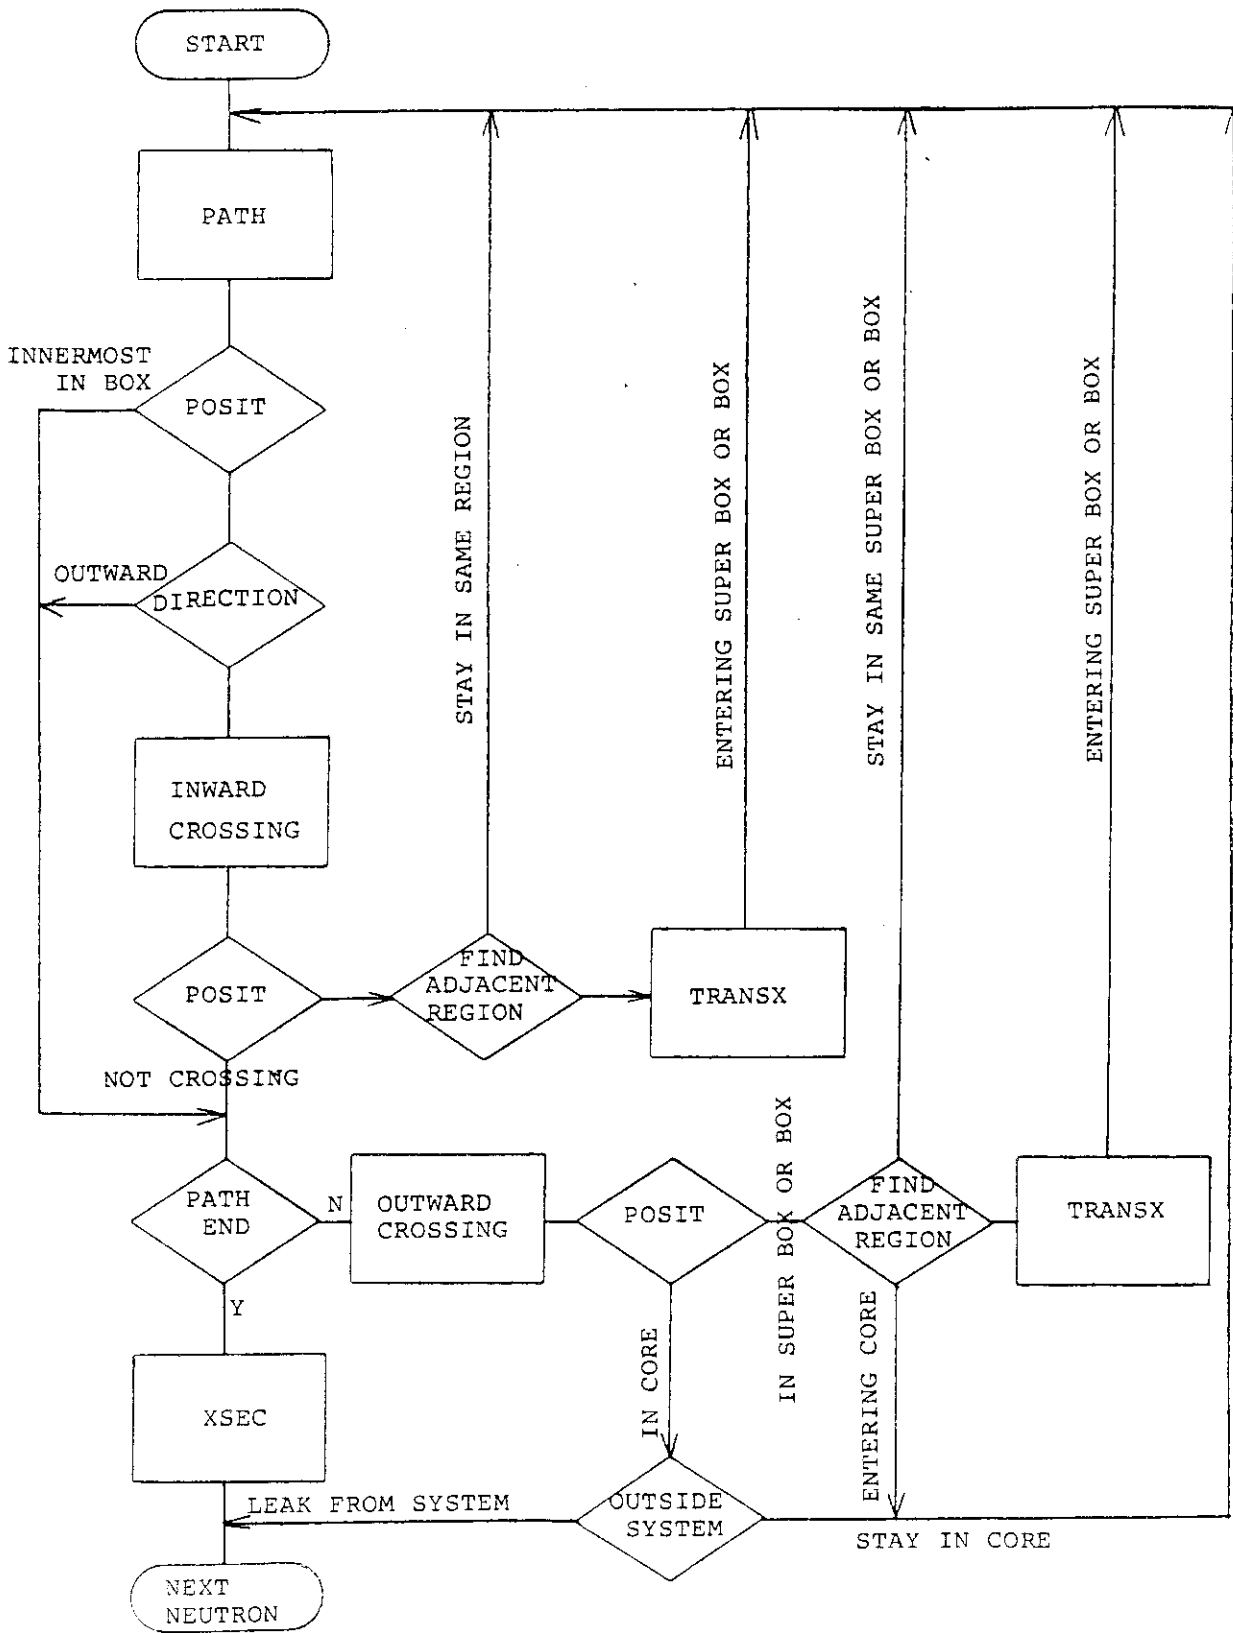 START
PATH
INNERMOST
IN BOX
POSIT
OUTWARD
DIRECTION
INWARD
CROSSING
POSIT
FIND
ADJACENT
REGION
TRANSX
STAY IN SAME REGION
ENTERING SUPER BOX OR BOX
STAY IN SAME SUPER BOX OR BOX
ENTERING SUPER BOX OR BOX
NOT CROSSING
PATH
END
N
OUTWARD
CROSSING
POSIT
IN SUPER BOX OR BOX
FIND
ADJACENT
REGION
TRANSX
Y
IN CORE
ENTERING CORE
XSEC
LEAK FROM SYSTEM
OUTSIDE
SYSTEM
STAY IN CORE
NEXT
NEUTRON